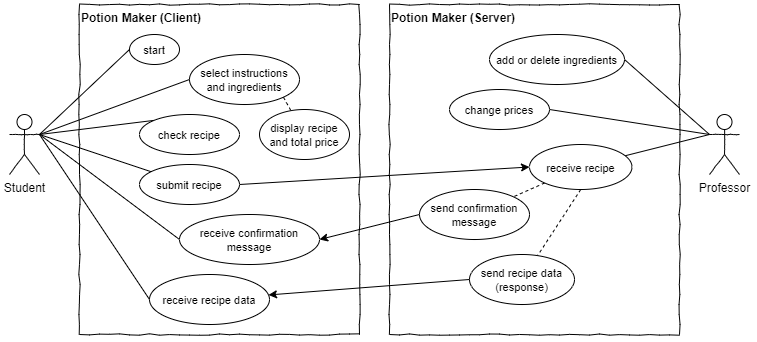 Potion Maker (Client)
start
select instructions
and ingredients
display recipe
and total price
check recipe
submit recipe
receive confirmation
message
receive recipe data
Student
Potion Maker (Server)
add or delete ingredients
change prices
receive recipe
send confirmation
message
send recipe data
(response)
Professor